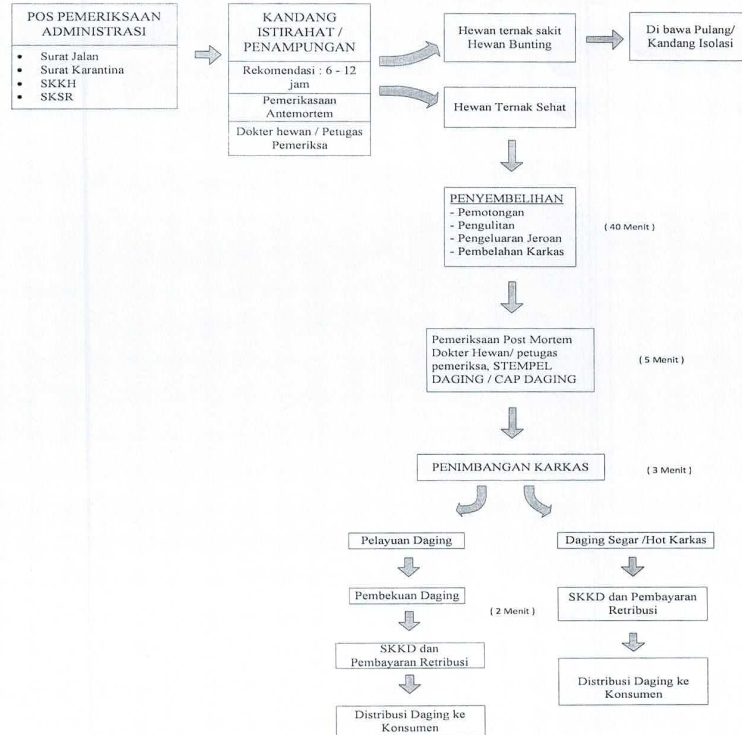 POS PEMERIKSAAN
ADMINISTRASI
• Surat Jalan
• Surat Karantina
• SKKH
• SKSR
KANDANG
ISTIRAHAT /
PENAMPUNGAN
Rekomendasi : 6 - 12
jam
Pemerikasaan
Antemortem
Dokter hewan / Petugas
Pemeriksa
Hewan ternak sakit
Hewan Bunting
Di bawa Pulang/
Kandang Isolasi
Hewan Ternak Sehat
PENYEMBELIHAN
- Pemotongan
- Pengulitan
- Pengeluaran Jeroan
- Pembelahan Karkas
( 40 Menit )
Pemeriksaan Post Mortem
Dokter Hewan/ petugas
pemeriksa, STEMPEL
DAGING / CAP DAGING
( 5 Menit )
PENIMBANGAN KARKAS
( 3 Menit )
Pelayuan Daging
Pembekuan Daging
SKKD dan
Pembayaran Retribusi
Distribusi Daging ke
Konsumen
( 2 Menit )
Daging Segar /Hot Karkas
SKKD dan Pembayaran
Retribusi
Distribusi Daging ke
Konsumen